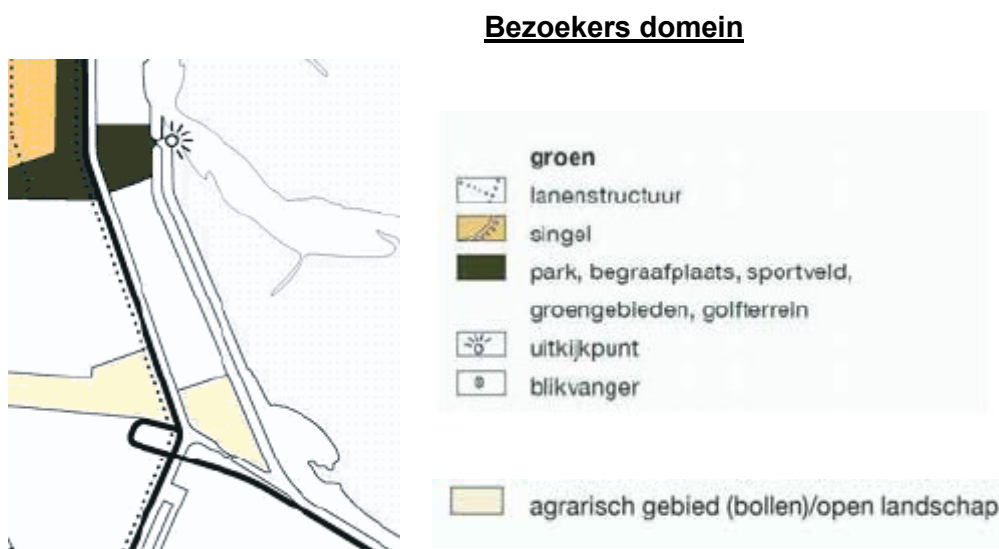 Bezoekers domein
groen
lanenstructuur
singel
park, begraafplaats, sportveld,
groengebieden, golfterrein
uitkijkpunt
blikvanger
agrarisch gebied (bollen)/open landschap